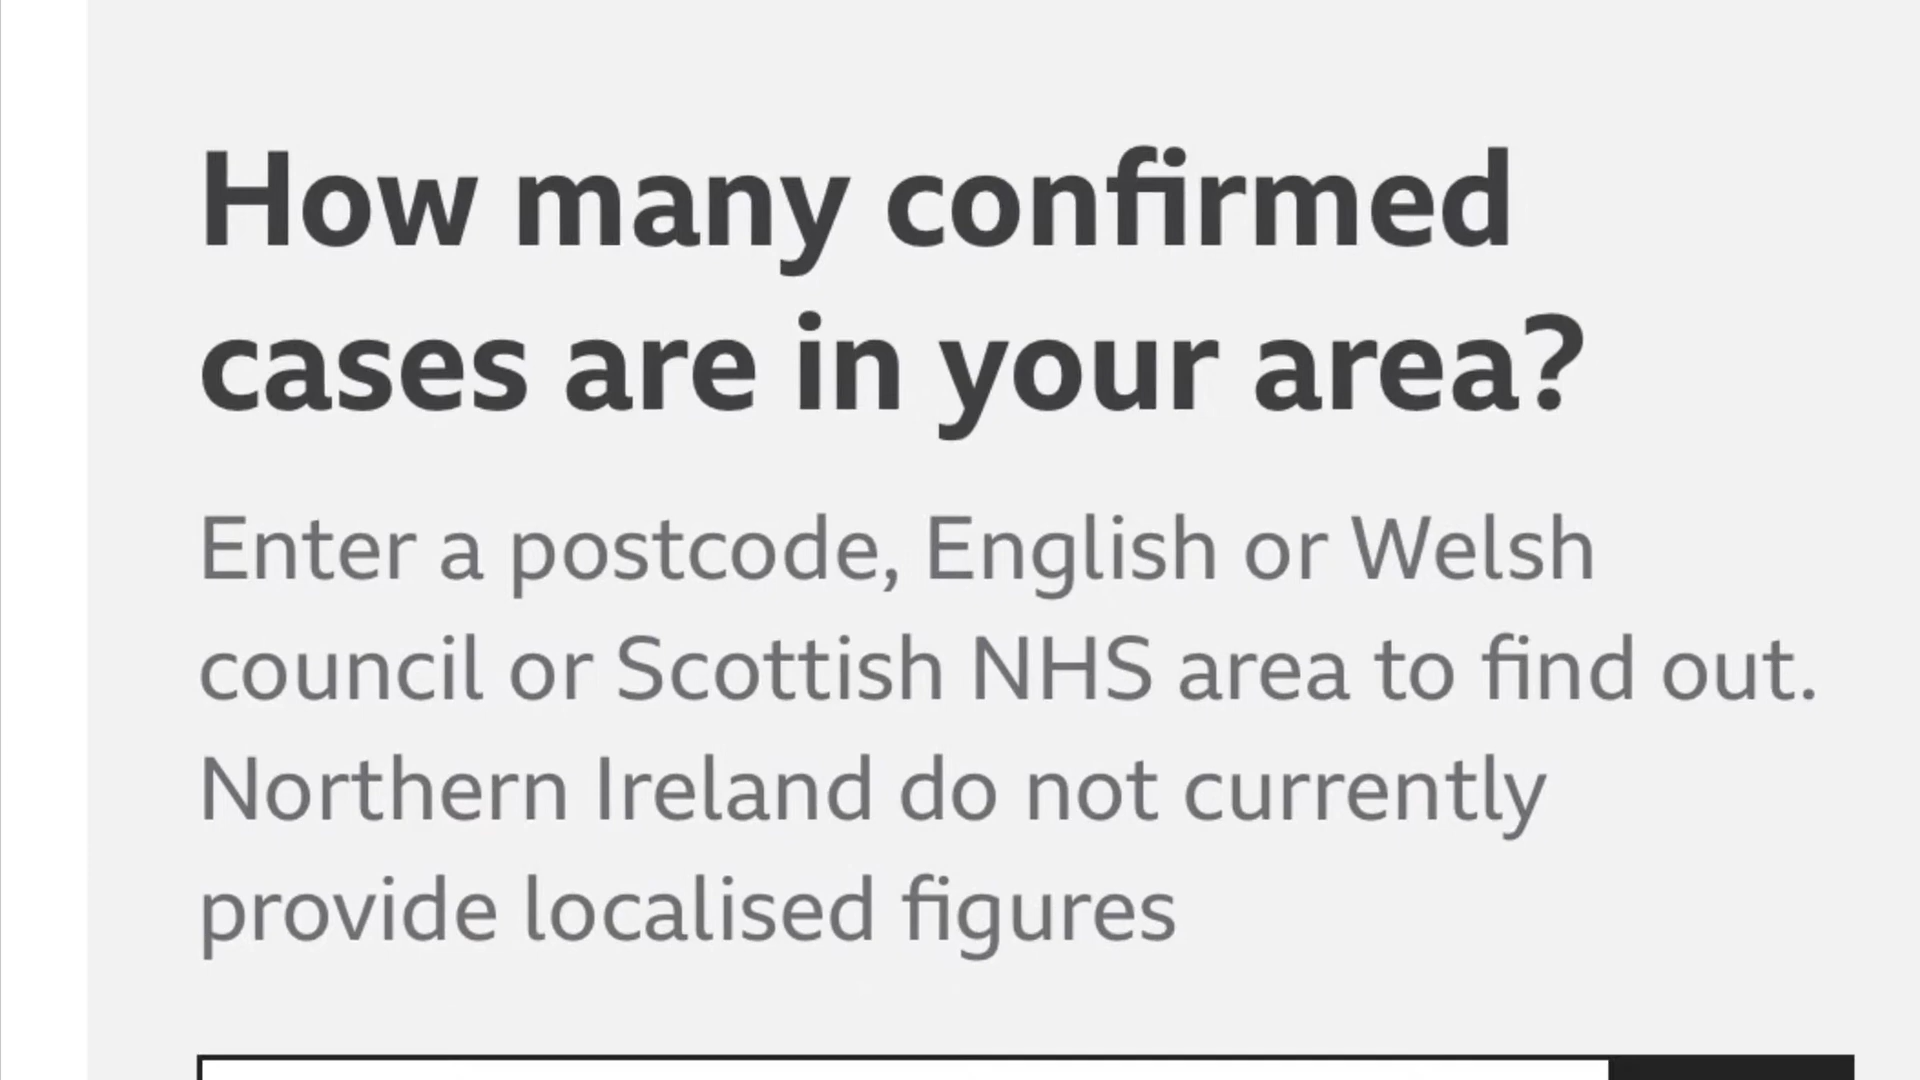 How many confirmed
cases are in your area?
Enter a postcode, English or Welsh
council or Scottish NHS area to find out.
Northern Ireland do not currently
provide localised figures